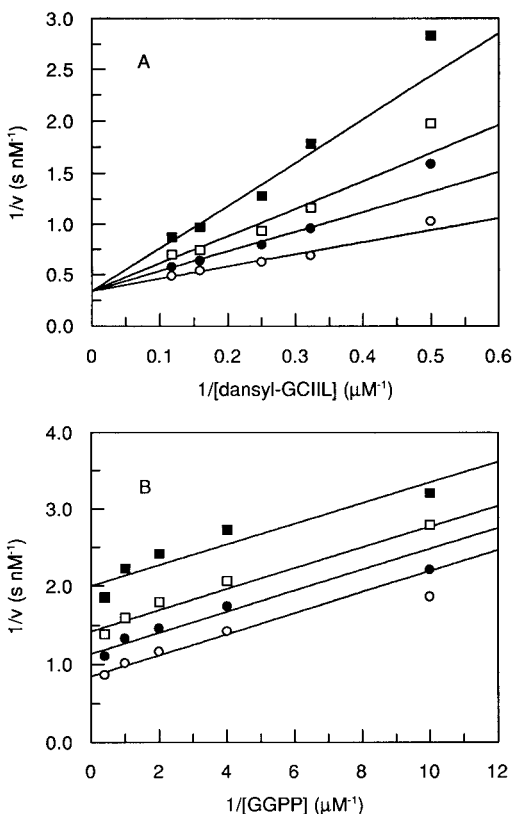 3.0
A
2.5
2.0
1.5
1.0
0.5
0.0
1/v (s nM⁻¹)
0 0.1 0.2 0.3 0.4 0.5 0.6
1/[dansyl-GCIIL] (μM⁻¹)
B
4.0
3.0
2.0
1.0
0.0
1/v (s nM⁻¹)
0 2 4 6 8 10 12
1/[GGPP] (μM⁻¹)